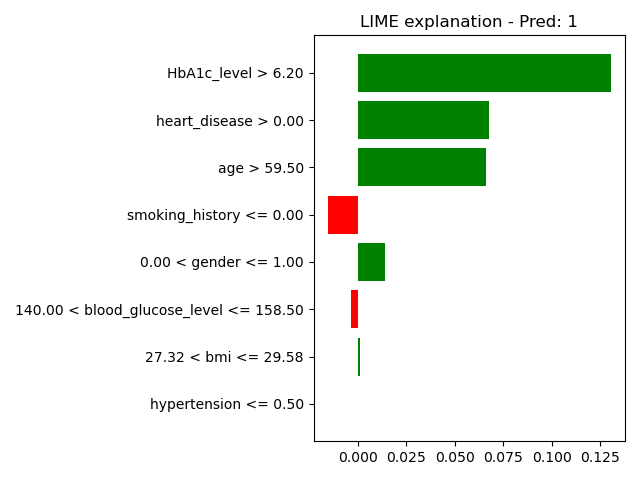 LIME explanation - Pred: 1
HbA1c_level > 6.20
heart_disease > 0.00
age > 59.50
smoking_history <= 0.00
0.00 < gender <= 1.00
140.00 < blood_glucose_level <= 158.50
27.32 < bmi <= 29.58
hypertension <= 0.50
0.000 0.025 0.050 0.075 0.100 0.125